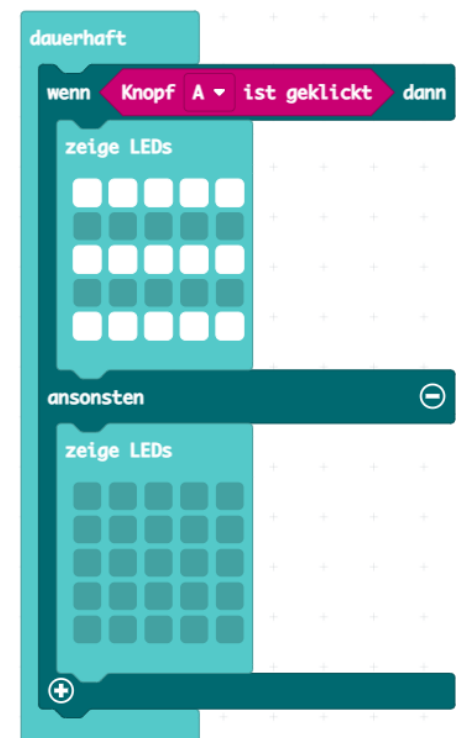 dauerhaft
wenn Knopf A ist geklickt dann
zeige LEDs
ansonsten
zeige LEDs